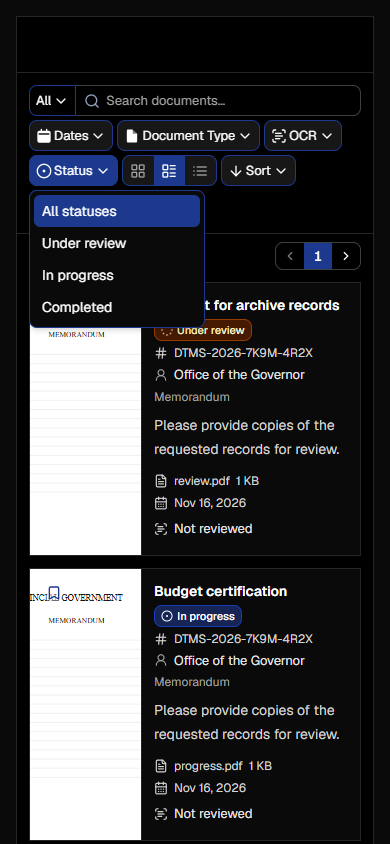 All
Search documents...
Dates
Document Type
OCR
Status
Sort
All statuses
Under review
In progress
Completed
1
t for archive records
Under review
MEMORANDUM
DTMS-2026-7K9M-4R2X
Office of the Governor
Memorandum
Please provide copies of the
requested records for review.
review.pdf 1 KB
Nov 16, 2026
Not reviewed
GOVERNMENT
MEMORANDUM
Budget certification
In progress
DTMS-2026-7K9M-4R2X
Office of the Governor
Memorandum
Please provide copies of the
requested records for review.
progress.pdf 1 KB
Nov 16, 2026
Not reviewed